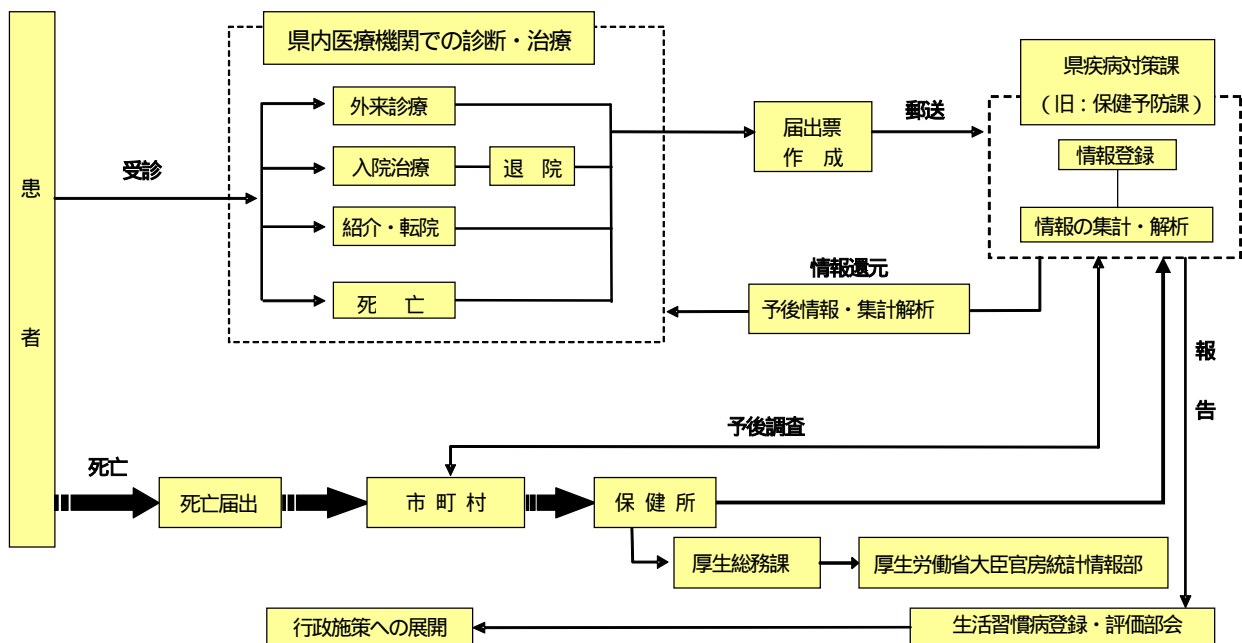 県内医療機関での診断・治療
県疾病対策課
(旧:保健予防課)
外来診療
届出票
作 成
郵送
患
者
受診
入院治療
退 院
情報登録
紹介・転院
情報の集計・解析
情報還元
死 亡
予後情報・集計解析
報
告
予後調査
死亡
死亡届出
市 町 村
保 健 所
厚生総務課
厚生労働省大臣官房統計情報部
行政施策への展開
生活習慣病登録・評価部会